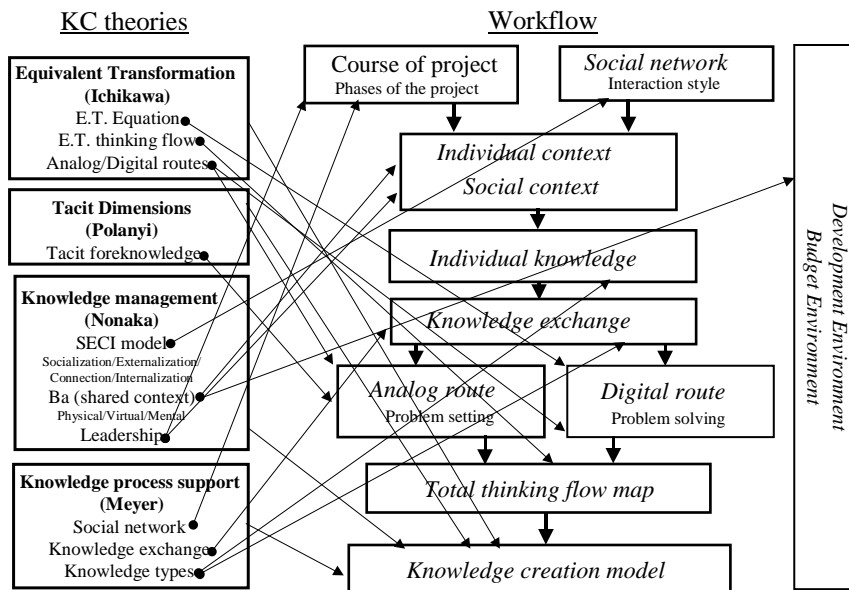 KC theories
Equivalent Transformation
(Ichikawa)
E.T. Equation
E.T. thinking flow
Analog/Digital routes
Tacit Dimensions
(Polanyi)
Tacit foreknowledge
Knowledge management
(Nonaka)
SECI model
Socialization/Externalization/
Connection/Internalization
Ba (shared context)
Physical/Virtual/Mental
Leadership
Knowledge process support
(Meyer)
Social network
Knowledge exchange
Knowledge types
Workflow
Course of project
Phases of the project
Social network
Interaction style
Individual context
Social context
Individual knowledge
Knowledge exchange
Analog route
Problem setting
Digital route
Problem solving
Total thinking flow map
Knowledge creation model
Development Environment
Budget Environment